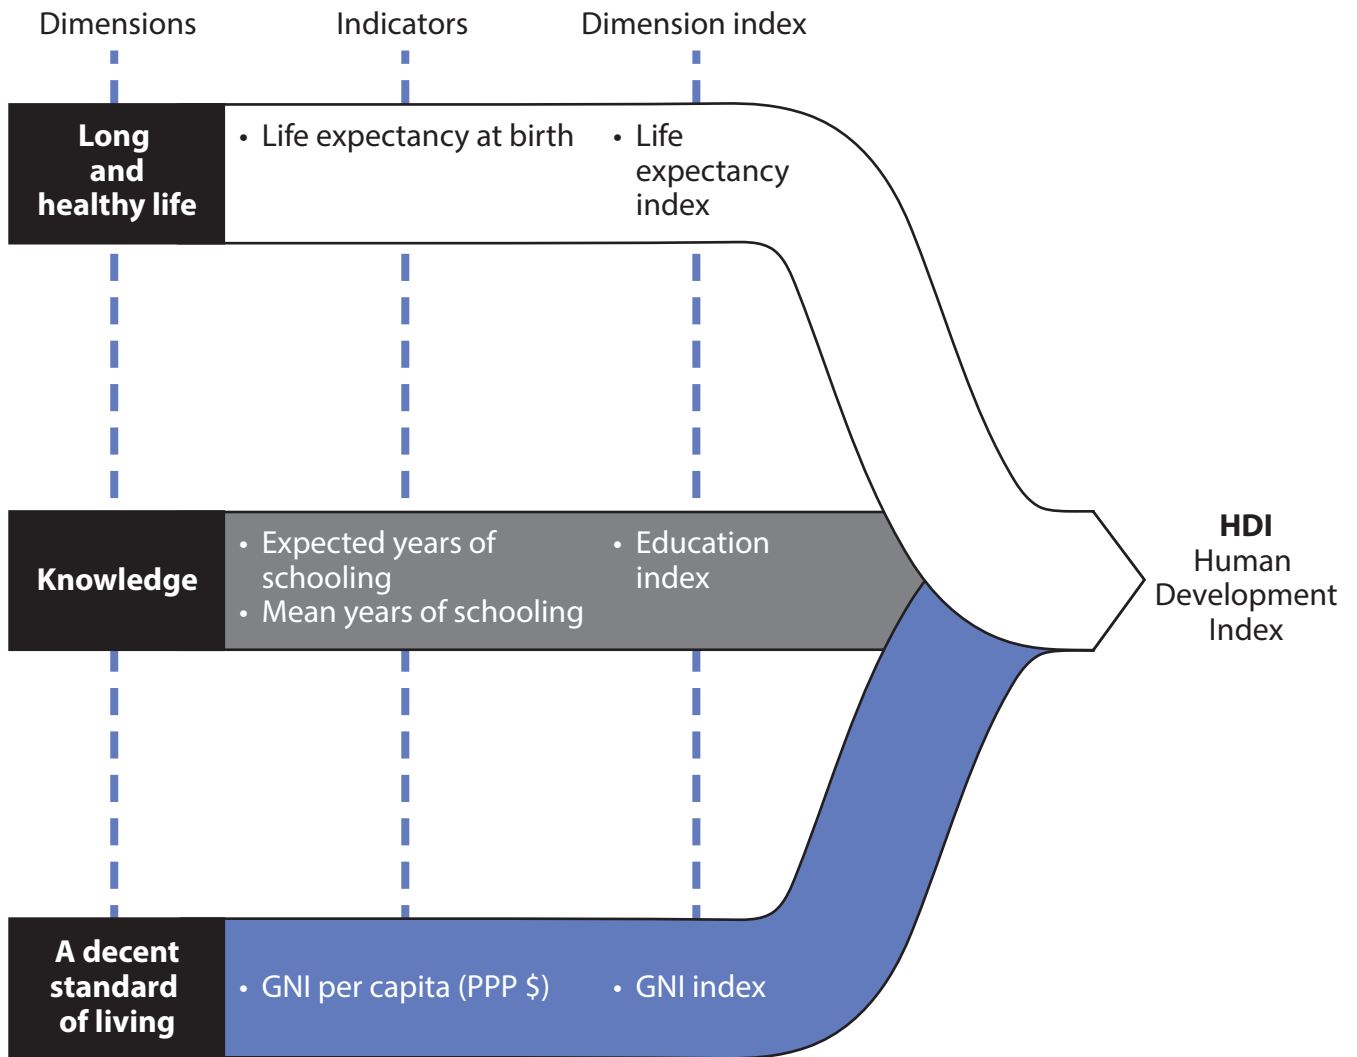 Dimensions
Indicators
Dimension index
Long
and
healthy life
• Life expectancy at birth
• Life
expectancy
index
Knowledge
• Expected years of
schooling
• Mean years of schooling
• Education
index
HDI
Human
Development
Index
A decent
standard
of living
• GNI per capita (PPP $)
• GNI index